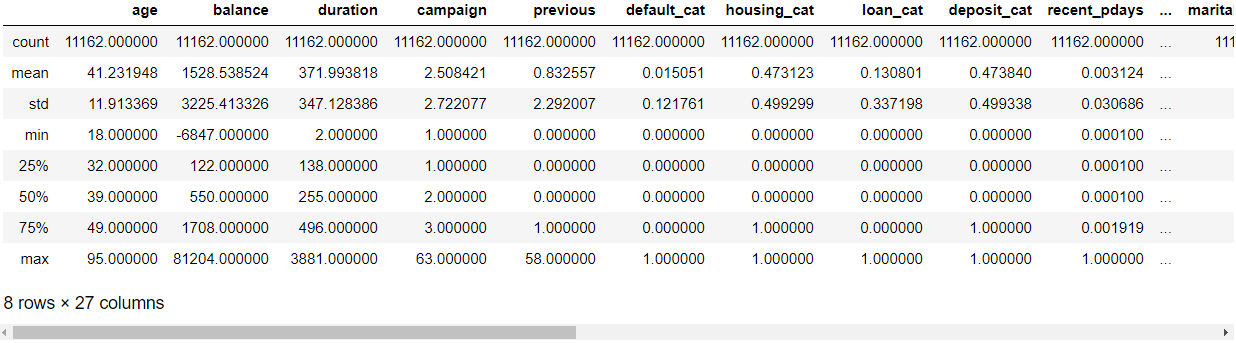 age balance duration campaign previous default_cat housing_cat loan_cat deposit_cat recent_pdays ... marital
count 11162.000000 11162.000000 11162.000000 11162.000000 11162.000000 11162.000000 11162.000000 11162.000000 11162.000000 11162.000000 ... 111
mean 41.231948 1528.538524 371.993818 2.508421 0.832557 0.015051 0.473123 0.130801 0.473840 0.003124 ...
std 11.913369 3225.413326 347.128386 2.722077 2.292007 0.121761 0.499299 0.337198 0.499338 0.030686 ...
min 18.000000 -6847.000000 2.000000 1.000000 0.000000 0.000000 0.000000 0.000000 0.000000 0.000100 ...
25% 32.000000 122.000000 138.000000 1.000000 0.000000 0.000000 0.000000 0.000000 0.000000 0.000100 ...
50% 39.000000 550.000000 255.000000 2.000000 0.000000 0.000000 0.000000 0.000000 0.000000 0.000100 ...
75% 49.000000 1708.000000 496.000000 3.000000 1.000000 0.000000 1.000000 0.000000 1.000000 0.001919 ...
max 95.000000 81204.000000 3881.000000 63.000000 58.000000 1.000000 1.000000 1.000000 1.000000 1.000000 ...
8 rows × 27 columns